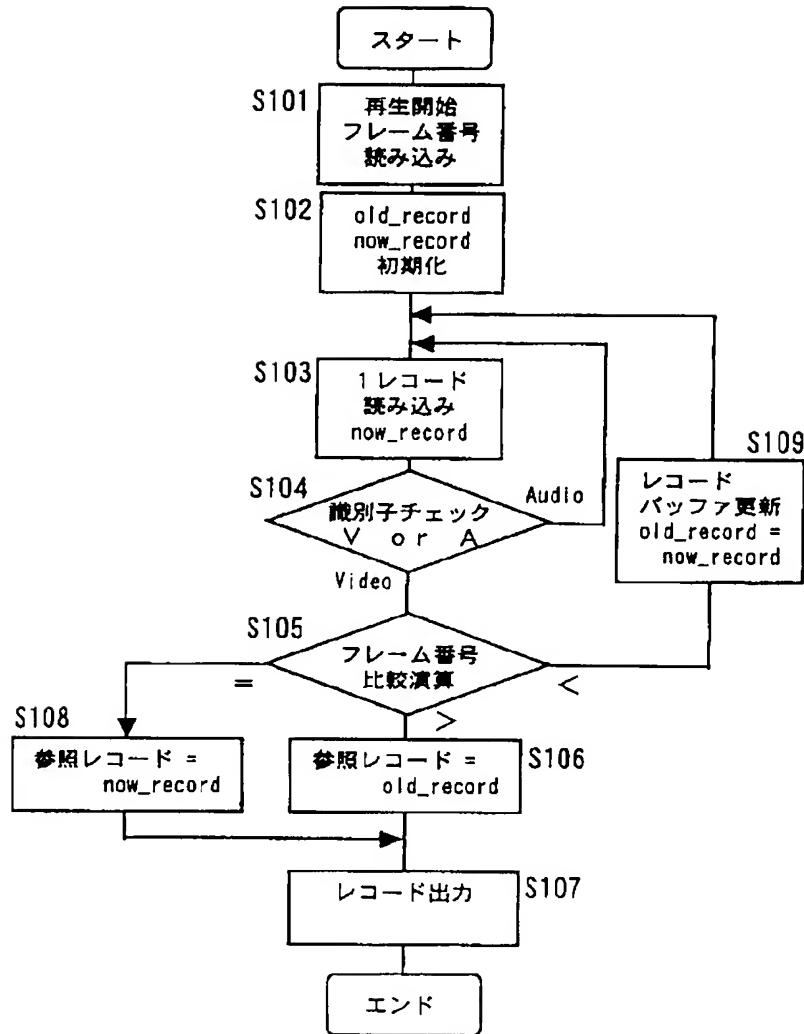 スタート
S101
再生開始
フレーム番号
読み込み
S102
old_record
now_record
初期化
S103
1レコード
読み込み
now_record
S104
識別子チェック
V or A
Audio
Video
S109
レコード
バッファ更新
old_record =
now_record
S105
フレーム番号
比較演算
=
<
>
S108
参照レコード =
now_record
参照レコード =
old_record
S106
レコード出力
S107
エンド